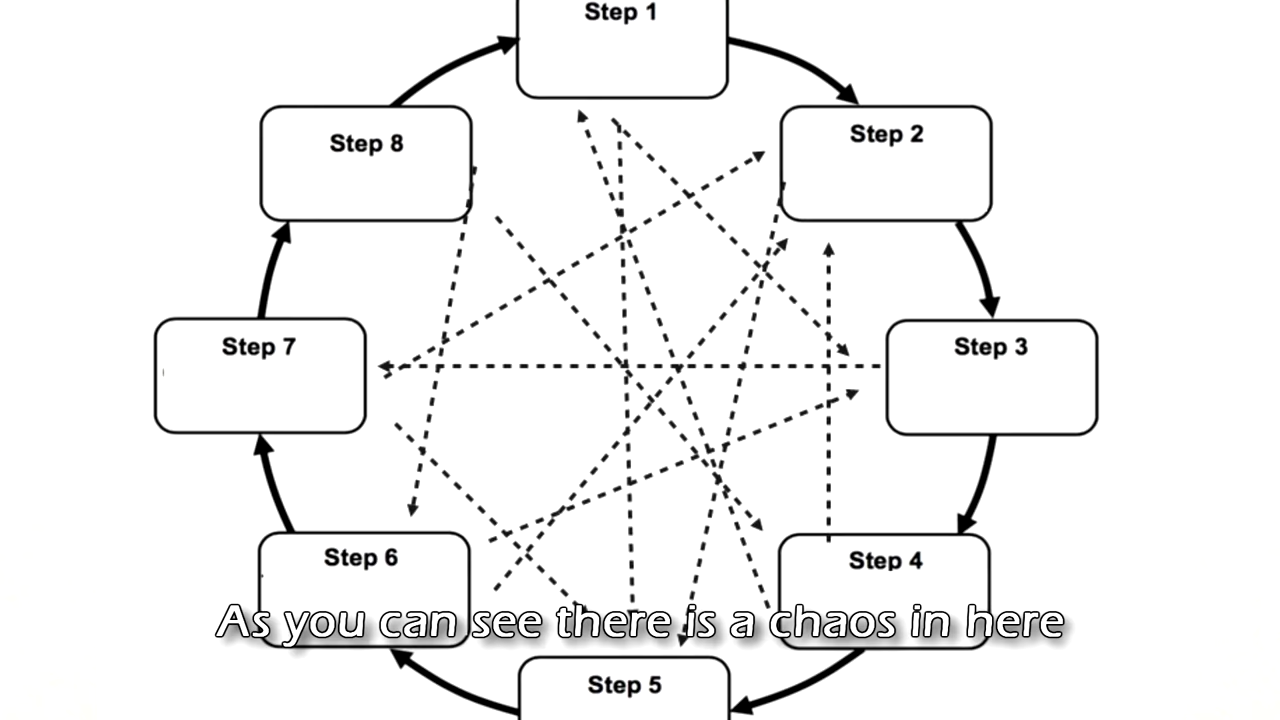 Step 1
Step 2
Step 3
Step 4
Step 5
Step 6
Step 7
Step 8
As you can see there is a chaos in here